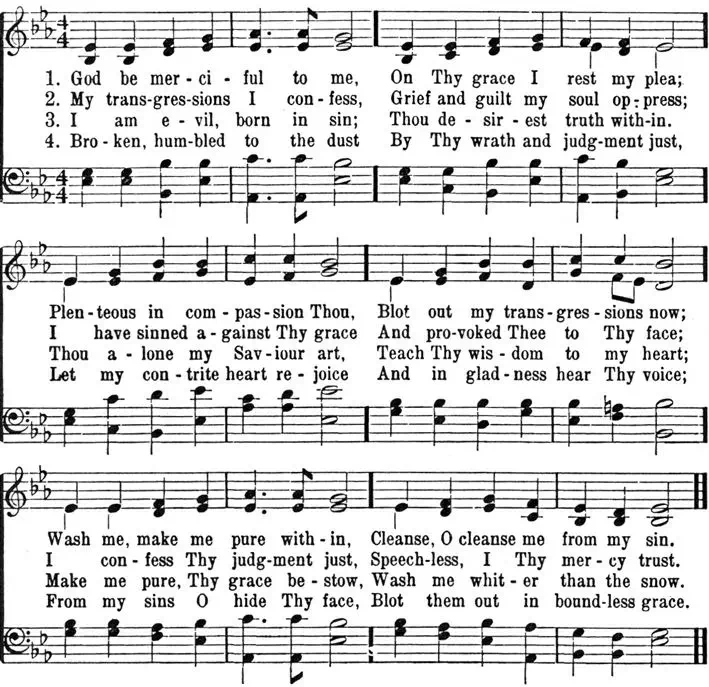 1. God be mer - ci - ful to me, On Thy grace I rest my plea;
2. My trans-gres-sions I con - fess, Grief and guilt my soul op - press;
3. I am e - vil, born in sin; Thou de - sir - est truth with-in.
4. Bro - ken, hum-bled to the dust By Thy wrath and judg-ment just,
Plen - teous in com - pas - sion Thou, Blot out my trans - gres - sions now;
I have sinned a - gainst Thy grace And pro-voked Thee to Thy face;
Thou a - lone my Sav - iour art, Teach Thy wis - dom to my heart;
Let my con - trite heart re - joice And in glad - ness hear Thy voice;
Wash me, make me pure with - in, Cleanse, O cleanse me from my sin.
I con - fess Thy judg-ment just, Speech-less, I Thy mer - cy trust.
Make me pure, Thy grace be - stow, Wash me whit - er than the snow.
From my sins O hide Thy face, Blot them out in bound-less grace.